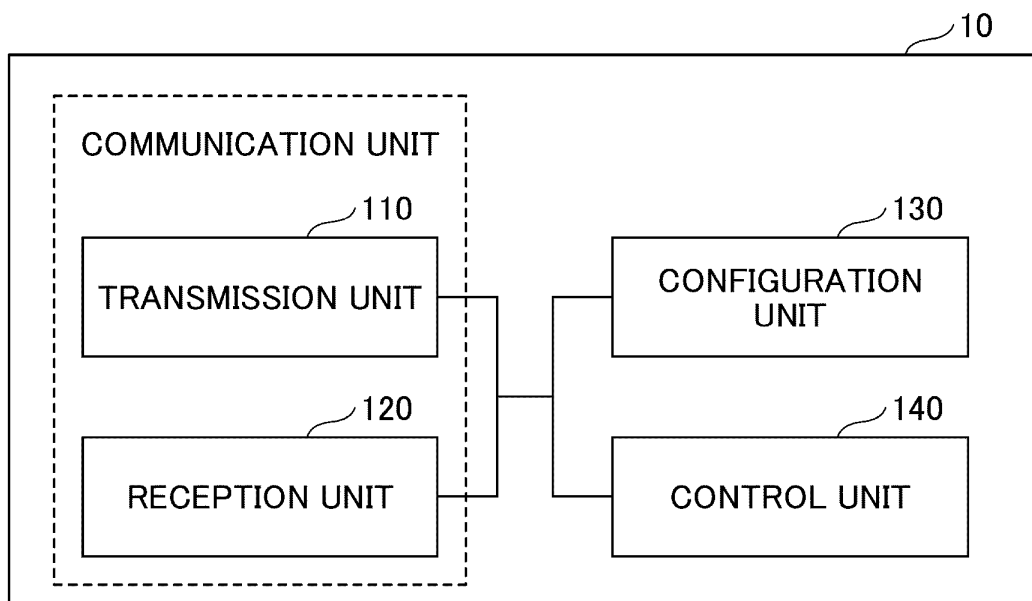 10
COMMUNICATION UNIT
110
TRANSMISSION UNIT
120
RECEPTION UNIT
130
CONFIGURATION
UNIT
140
CONTROL UNIT